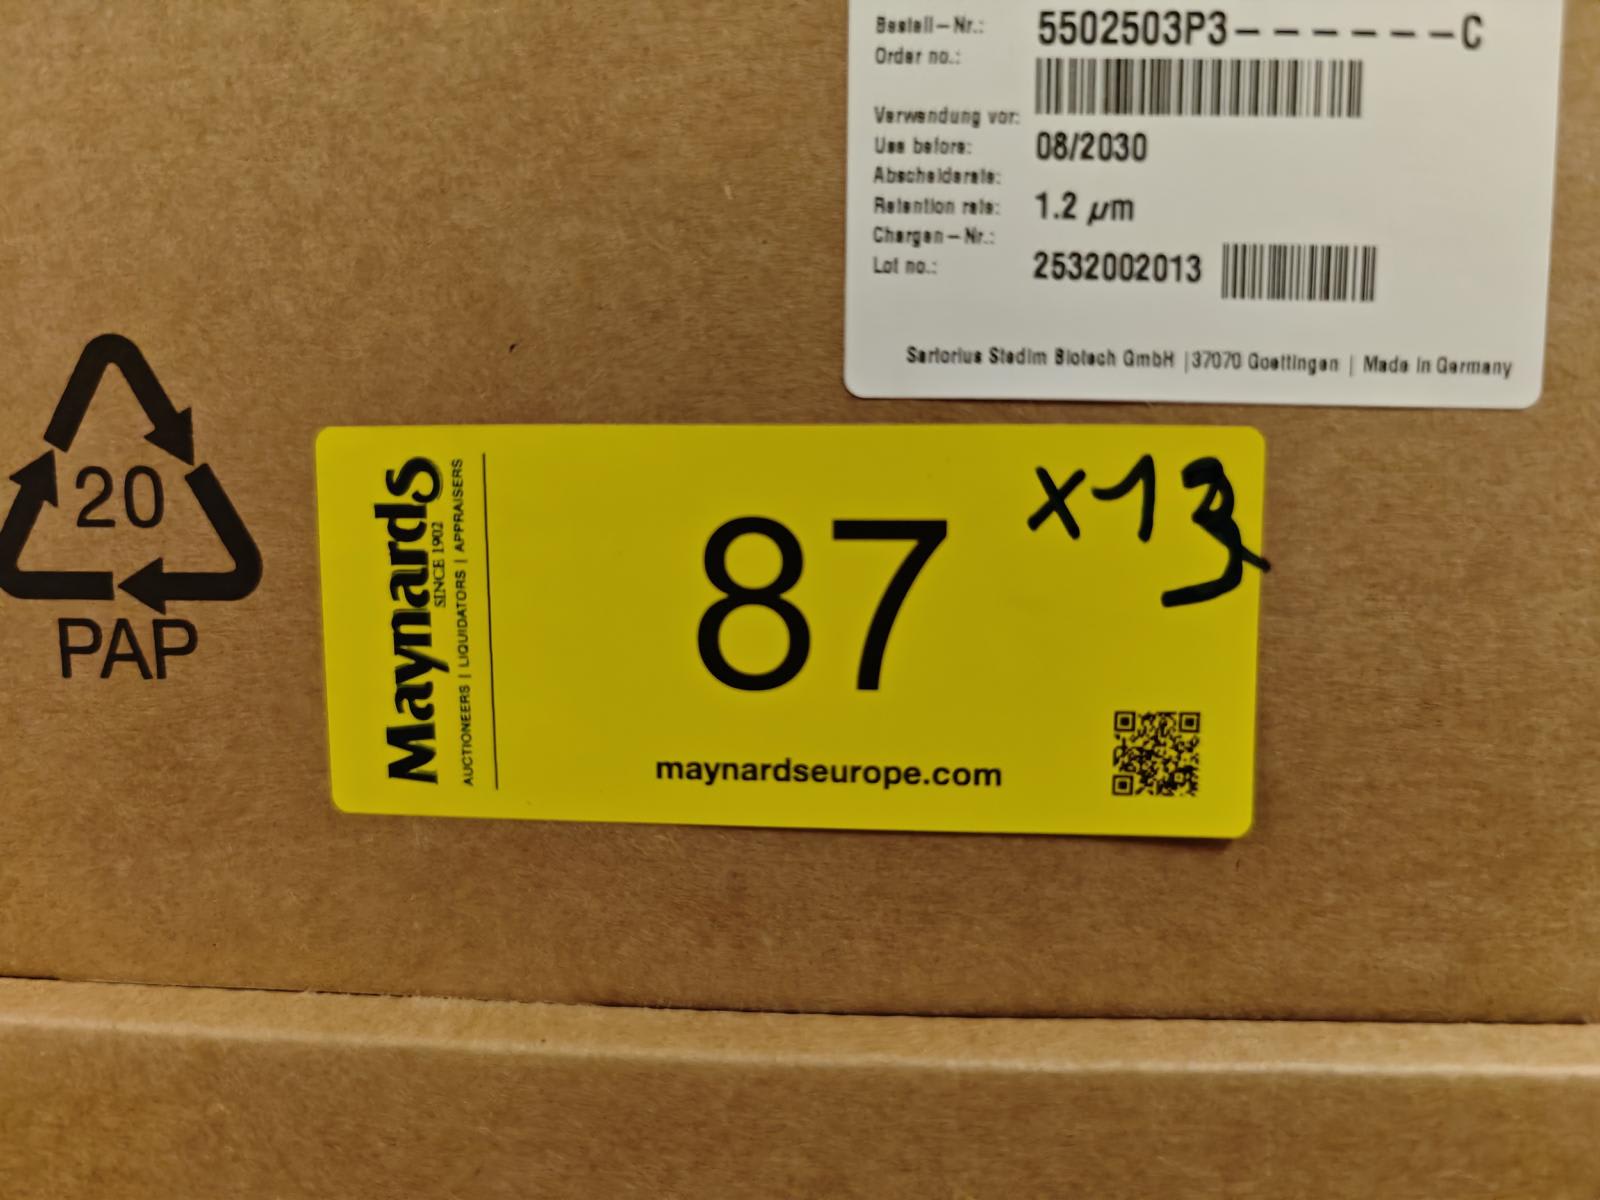 Bestell-Nr.:
Order no.:
5502503P3------C
Verwendung vor:
Use before:
08/2030
Abscheiderate:
Retention rate:
1.2 µm
Chargen-Nr.:
Lot no.:
2532002013
Sartorius Stedim Biotech GmbH | 37070 Goettingen | Made in Germany
20
PAP
Maynards
SINCE 1902
AUCTIONEERS | LIQUIDATORS | APPRAISERS
87
x13
maynardseurope.com